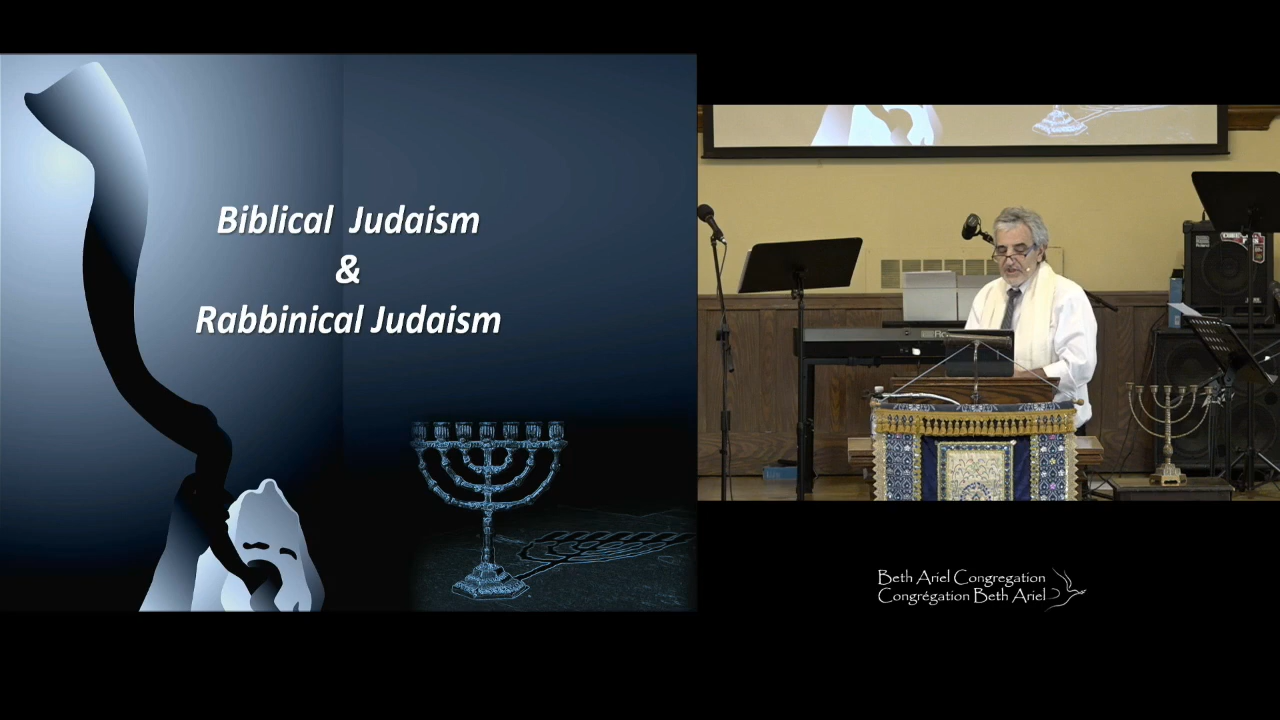 Biblical Judaism
&
Rabbinical Judaism
Beth Ariel Congregation
Congrégation Beth Ariel